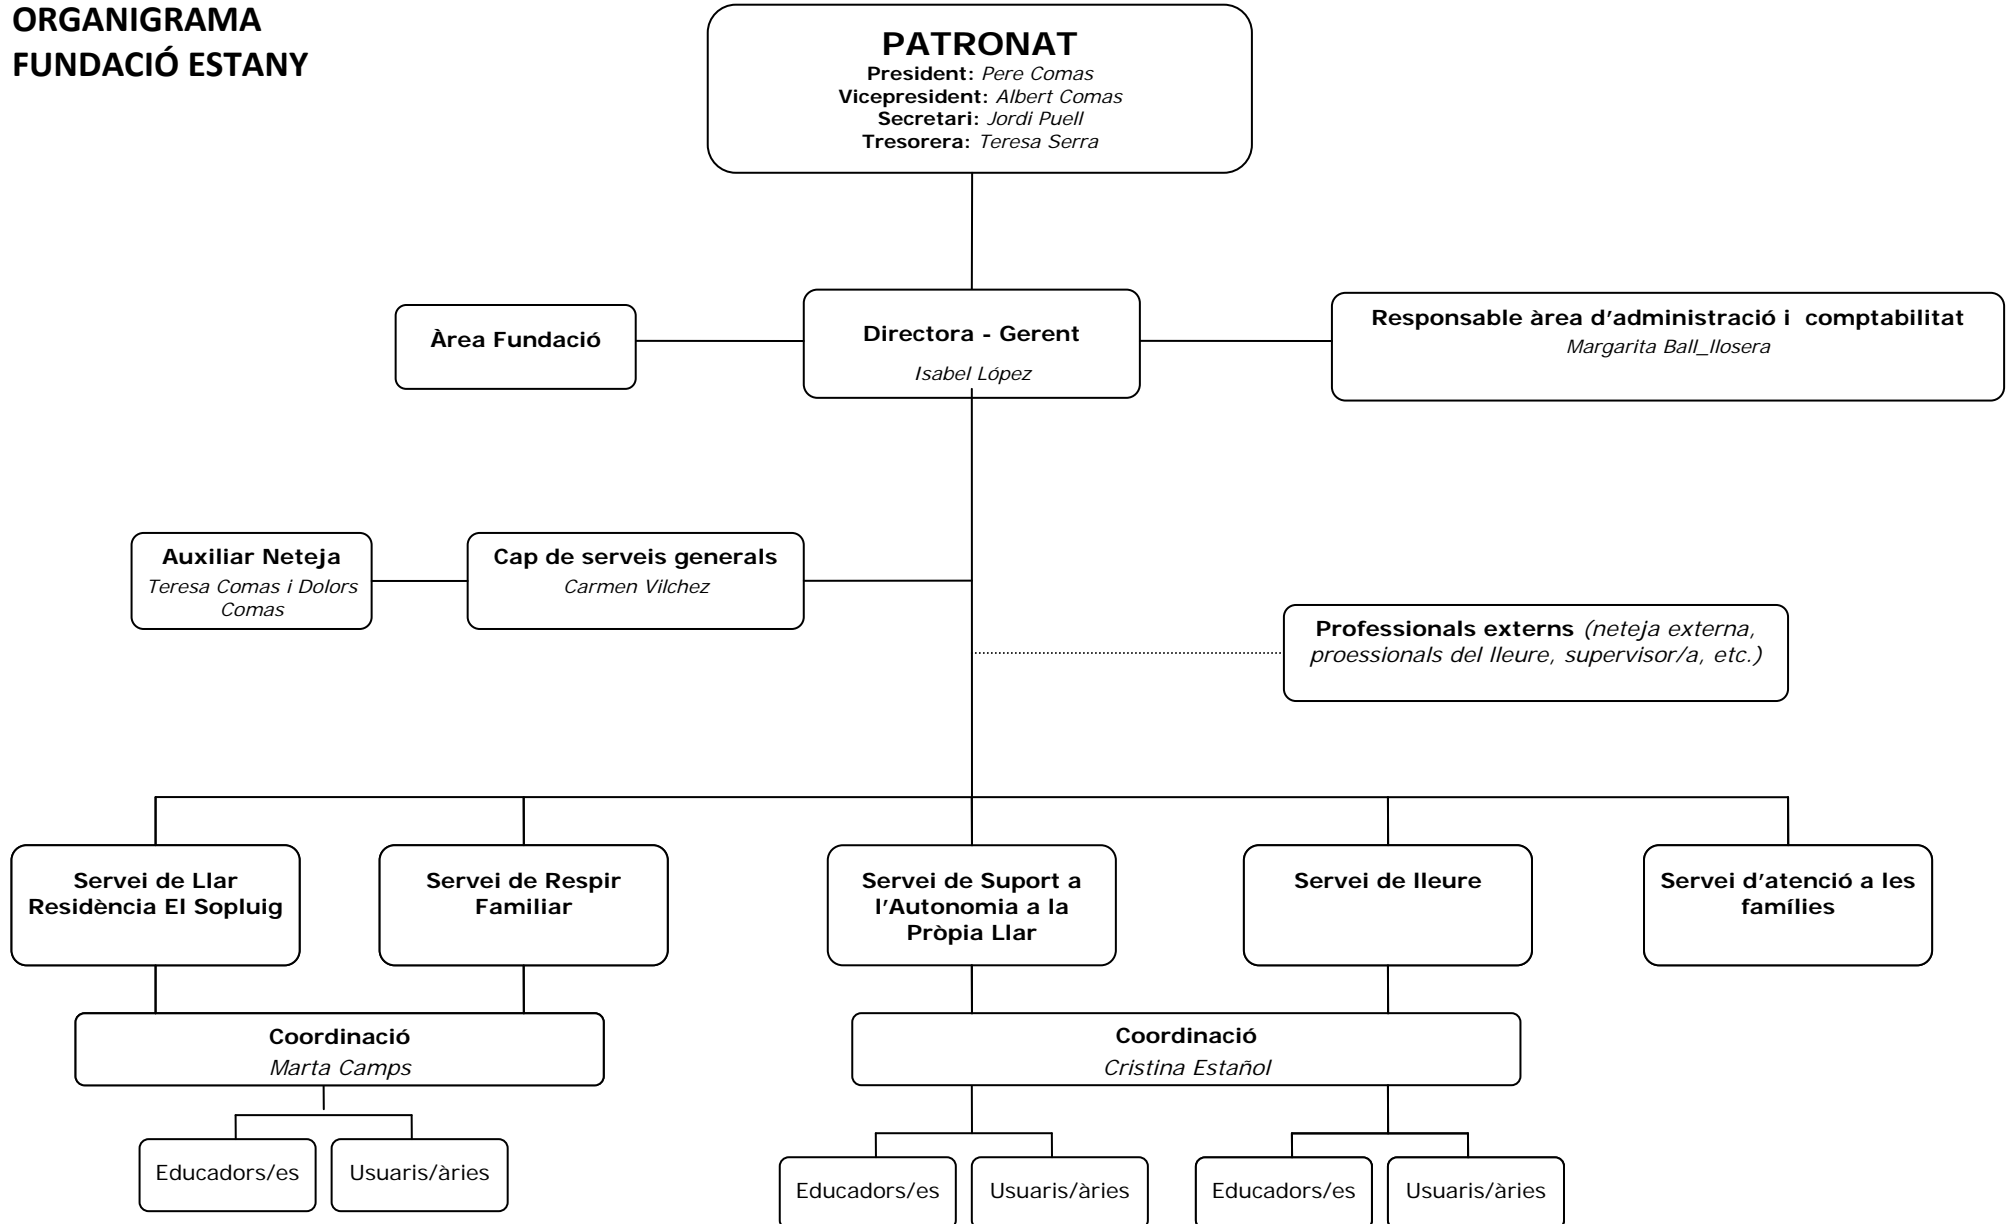 ORGANIGRAMA
FUNDACIÓ ESTANY
PATRONAT
President: Pere Comas
Vicepresident: Albert Comas
Secretari: Jordi Puell
Tresorera: Teresa Serra
Àrea Fundació
Directora - Gerent
Isabel López
Responsable àrea d'administració i comptabilitat
Margarita Ball_llosera
Auxiliar Neteja
Teresa Comas i Dolors
Comas
Cap de serveis generals
Carmen Vilchez
Professionals externs (neteja externa,
proessionals del lleure, supervisor/a, etc.)
Servei de Llar
Residència El Sopluig
Servei de Respir
Familiar
Servei de Suport a
l'Autonomia a la
Pròpia Llar
Servei de lleure
Servei d'atenció a les
famílies
Coordinació
Marta Camps
Coordinació
Cristina Estañol
Educadors/es
Usuaris/àries
Educadors/es
Usuaris/àries
Educadors/es
Usuaris/àries